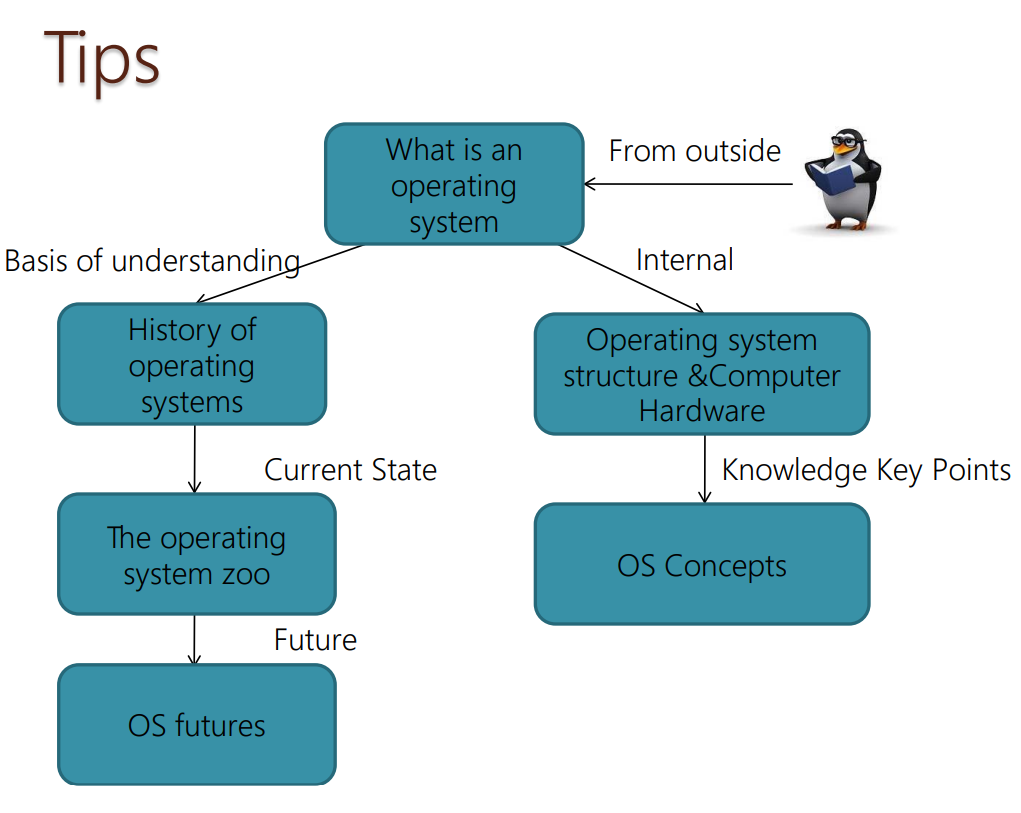 Tips
What is an
operating
system
From outside
Basis of understanding
Internal
History of
operating
systems
Operating system
structure &Computer
Hardware
Current State
Knowledge Key Points
The operating
system zoo
OS Concepts
Future
OS futures